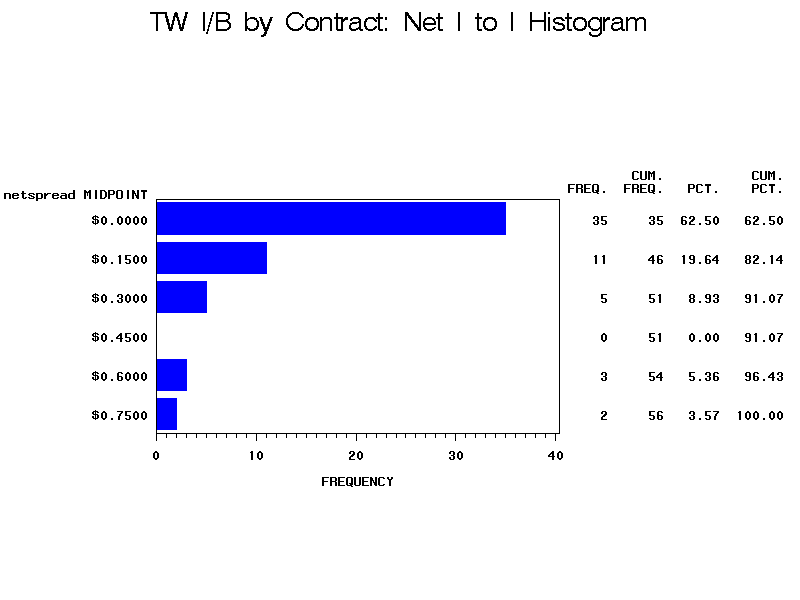 TW I/B by Contract: Net I to I Histogram
netspread MIDPOINT FREQ. CUM. FREQ. PCT. CUM. PCT.
$0.0000 35 35 62.50 62.50
$0.1500 11 46 19.64 82.14
$0.3000 5 51 8.93 91.07
$0.4500 0 51 0.00 91.07
$0.6000 3 54 5.36 96.43
$0.7500 2 56 3.57 100.00
0 10 20 30 40
FREQUENCY